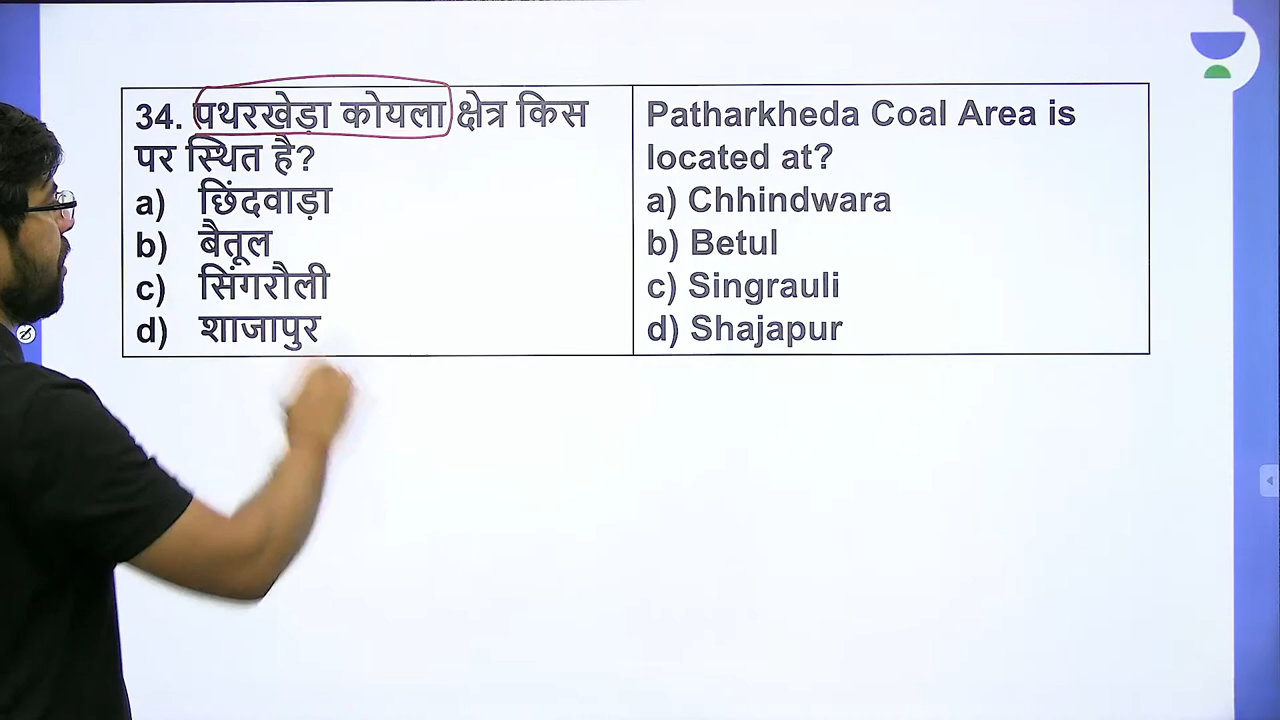 34. पथरखेड़ा कोयला क्षेत्र किस
पर स्थित है?
a) छिंदवाड़ा
b) बैतूल
c) सिंगरौली
d) शाजापुर
Patharkheda Coal Area is
located at?
a) Chhindwara
b) Betul
c) Singrauli
d) Shajapur